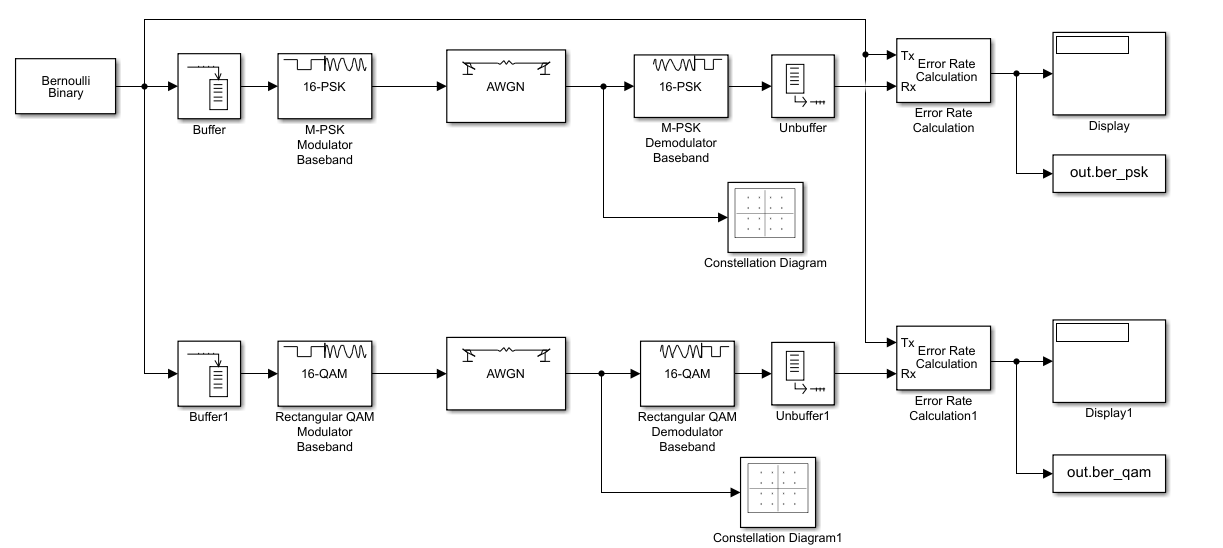 Bernoulli
Binary
Buffer
16-PSK
M-PSK
Modulator
Baseband
AWGN
16-PSK
M-PSK
Demodulator
Baseband
Unbuffer
Tx
Rx
Error Rate
Calculation
Error Rate
Calculation
Display
out.ber_psk
Constellation Diagram
Buffer1
16-QAM
Rectangular QAM
Modulator
Baseband
AWGN
16-QAM
Rectangular QAM
Demodulator
Baseband
Unbuffer1
Tx
Rx
Error Rate
Calculation
Error Rate
Calculation1
Display1
out.ber_qam
Constellation Diagram1